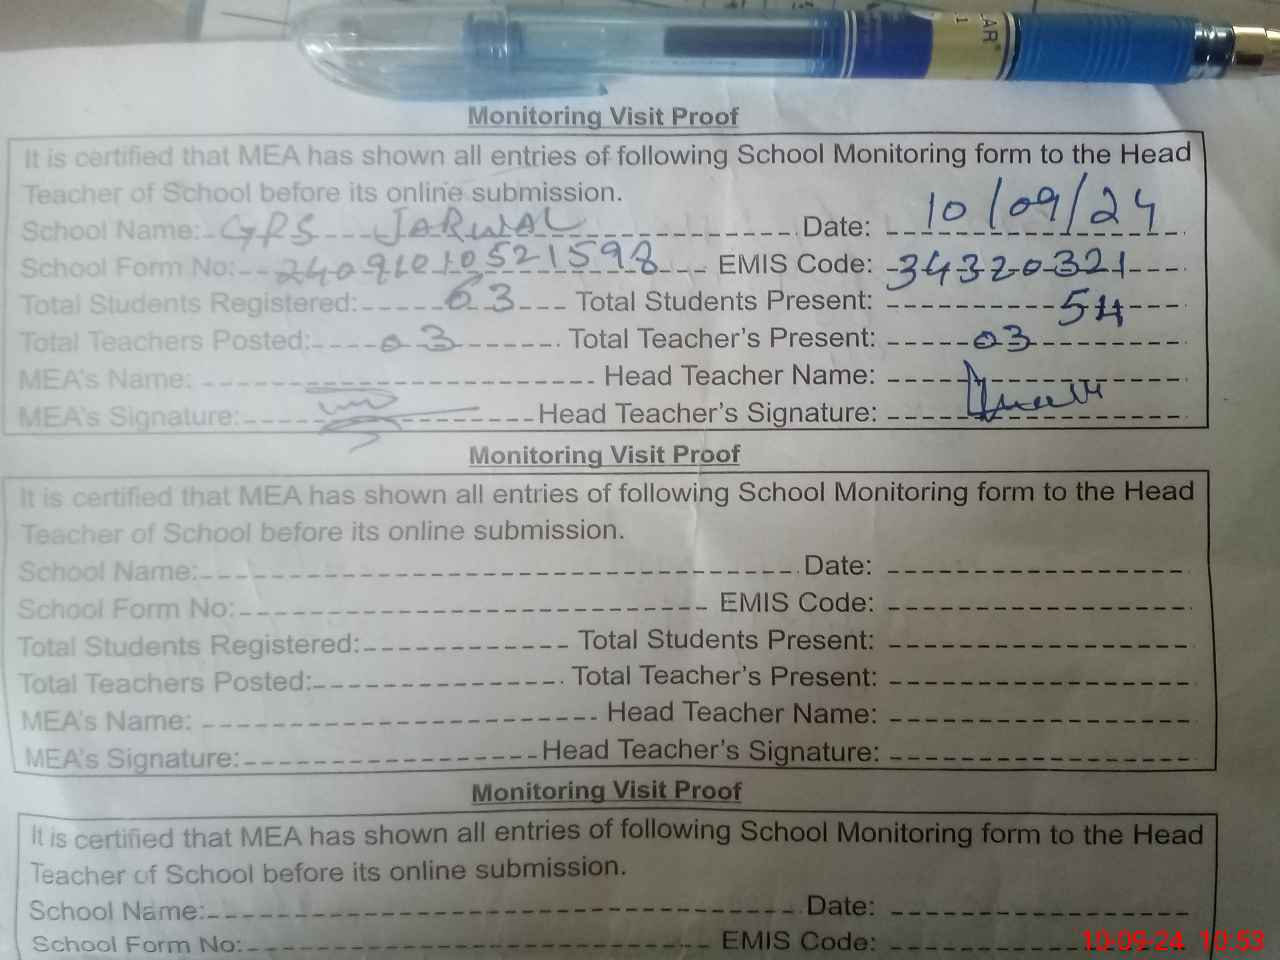 LAR®
Monitoring Visit Proof
It is certified that MEA has shown all entries of following School Monitoring form to the Head
Teacher of School before its online submission.
School Name: GPS JARWAL Date: 10/09/24
School Form No: 2409101010521598 EMIS Code: 34320321
Total Students Registered: 63 Total Students Present: 54
Total Teachers Posted: 03 Total Teacher's Present: 03
MEA's Name: Head Teacher Name:
MEA's Signature: Head Teacher's Signature:
Monitoring Visit Proof
It is certified that MEA has shown all entries of following School Monitoring form to the Head
Teacher of School before its online submission.
School Name: Date:
School Form No: EMIS Code:
Total Students Registered: Total Students Present:
Total Teachers Posted: Total Teacher's Present:
MEA's Name: Head Teacher Name:
MEA's Signature: Head Teacher's Signature:
Monitoring Visit Proof
It is certified that MEA has shown all entries of following School Monitoring form to the Head
Teacher of School before its online submission.
School Name: Date:
School Form No: EMIS Code:
10-09-24 10:53